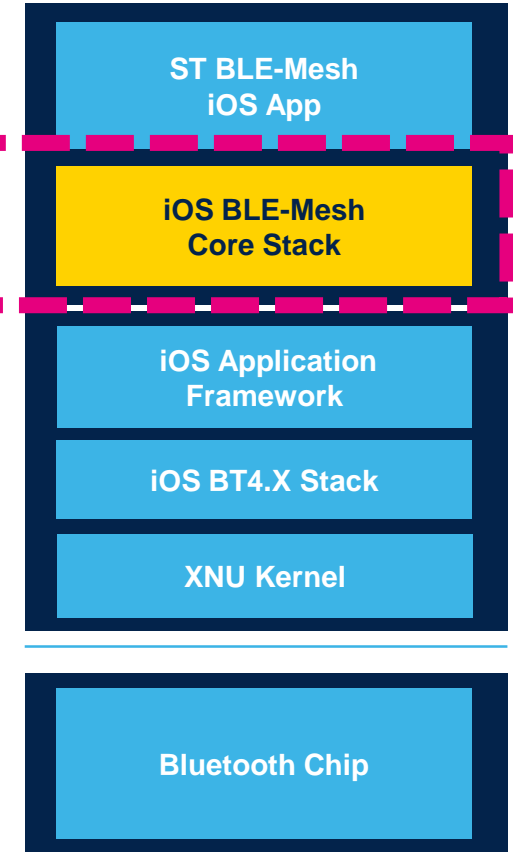 ST BLE-Mesh
iOS App
iOS BLE-Mesh
Core Stack
iOS Application
Framework
iOS BT4.X Stack
XNU Kernel
Bluetooth Chip